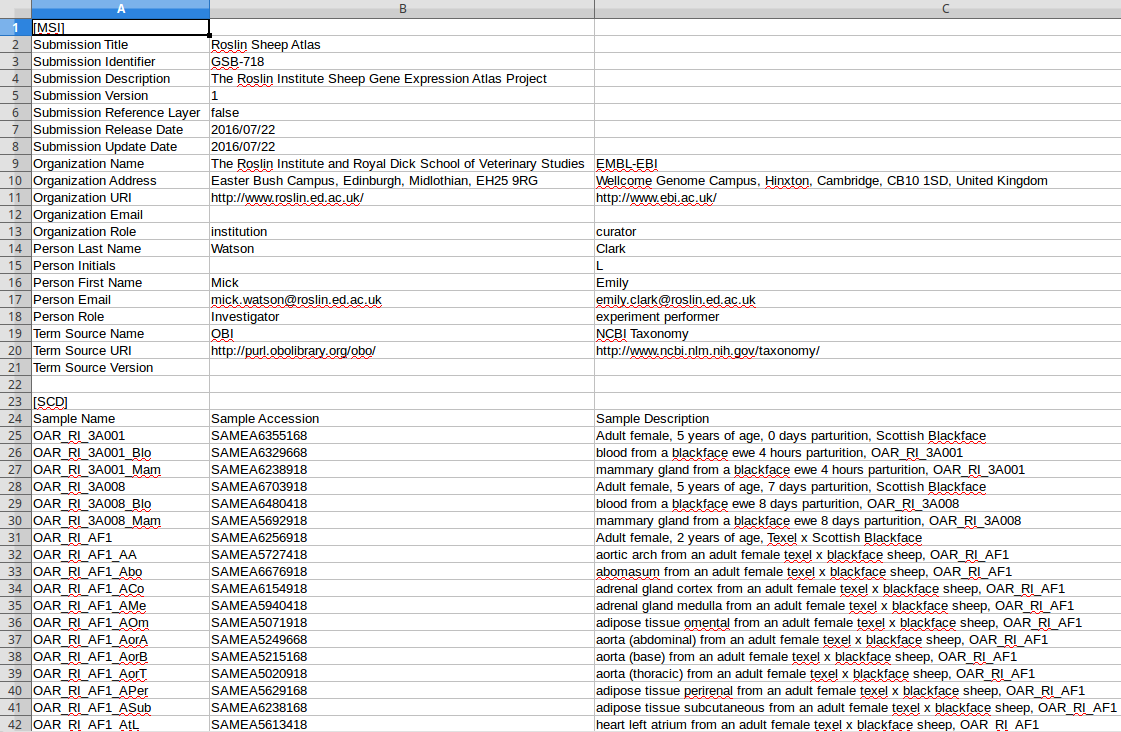 A B C
1 [MSI]
2 Submission Title Roslin Sheep Atlas
3 Submission Identifier GSB-718
4 Submission Description The Roslin Institute Sheep Gene Expression Atlas Project
5 Submission Version 1
6 Submission Reference Layer false
7 Submission Release Date 2016/07/22
8 Submission Update Date 2016/07/22
9 Organization Name The Roslin Institute and Royal Dick School of Veterinary Studies EMBL-EBI
10 Organization Address Easter Bush Campus, Edinburgh, Midlothian, EH25 9RG Wellcome Genome Campus, Hinxton, Cambridge, CB10 1SD, United Kingdom
11 Organization URI http://www.roslin.ed.ac.uk/ http://www.ebi.ac.uk/
12 Organization Email
13 Organization Role institution curator
14 Person Last Name Watson Clark
15 Person Initials L
16 Person First Name Mick Emily
17 Person Email mick.watson@roslin.ed.ac.uk emily.clark@roslin.ed.ac.uk
18 Person Role Investigator experiment performer
19 Term Source Name OBI NCBI Taxonomy
20 Term Source URI http://purl.obolibrary.org/obo/ http://www.ncbi.nlm.nih.gov/taxonomy/
21 Term Source Version
22
23 [SCD]
24 Sample Name Sample Accession Sample Description
25 OAR_RI_3A001 SAMEA6355168 Adult female, 5 years of age, 0 days parturition, Scottish Blackface
26 OAR_RI_3A001_Blo SAMEA6329668 blood from a blackface ewe 4 hours parturition, OAR_RI_3A001
27 OAR_RI_3A001_Mam SAMEA6238918 mammary gland from a blackface ewe 4 hours parturition, OAR_RI_3A001
28 OAR_RI_3A008 SAMEA6703918 Adult female, 5 years of age, 7 days parturition, Scottish Blackface
29 OAR_RI_3A008_Blo SAMEA6480418 blood from a blackface ewe 8 days parturition, OAR_RI_3A008
30 OAR_RI_3A008_Mam SAMEA5692918 mammary gland from a blackface ewe 8 days parturition, OAR_RI_3A008
31 OAR_RI_AF1 SAMEA6256918 Adult female, 2 years of age, Texel x Scottish Blackface
32 OAR_RI_AF1_AA SAMEA5727418 aortic arch from an adult female texel x blackface sheep, OAR_RI_AF1
33 OAR_RI_AF1_Abo SAMEA6676918 abomasum from an adult female texel x blackface sheep, OAR_RI_AF1
34 OAR_RI_AF1_ACo SAMEA6154918 adrenal gland cortex from an adult female texel x blackface sheep, OAR_RI_AF1
35 OAR_RI_AF1_AMe SAMEA5940418 adrenal gland medulla from an adult female texel x blackface sheep, OAR_RI_AF1
36 OAR_RI_AF1_AOm SAMEA5071918 adipose tissue omental from an adult female texel x blackface sheep, OAR_RI_AF1
37 OAR_RI_AF1_AorA SAMEA5249668 aorta (abdominal) from an adult female texel x blackface sheep, OAR_RI_AF1
38 OAR_RI_AF1_AorB SAMEA5215168 aorta (base) from an adult female texel x blackface sheep, OAR_RI_AF1
39 OAR_RI_AF1_AorT SAMEA5020918 aorta (thoracic) from an adult female texel x blackface sheep, OAR_RI_AF1
40 OAR_RI_AF1_APer SAMEA5629168 adipose tissue perirenal from an adult female texel x blackface sheep, OAR_RI_AF1
41 OAR_RI_AF1_ASub SAMEA6238168 adipose tissue subcutaneous from an adult female texel x blackface sheep, OAR_RI_AF1
42 OAR_RI_AF1_AtL SAMEA5613418 heart left atrium from an adult female texel x blackface sheep, OAR_RI_AF1